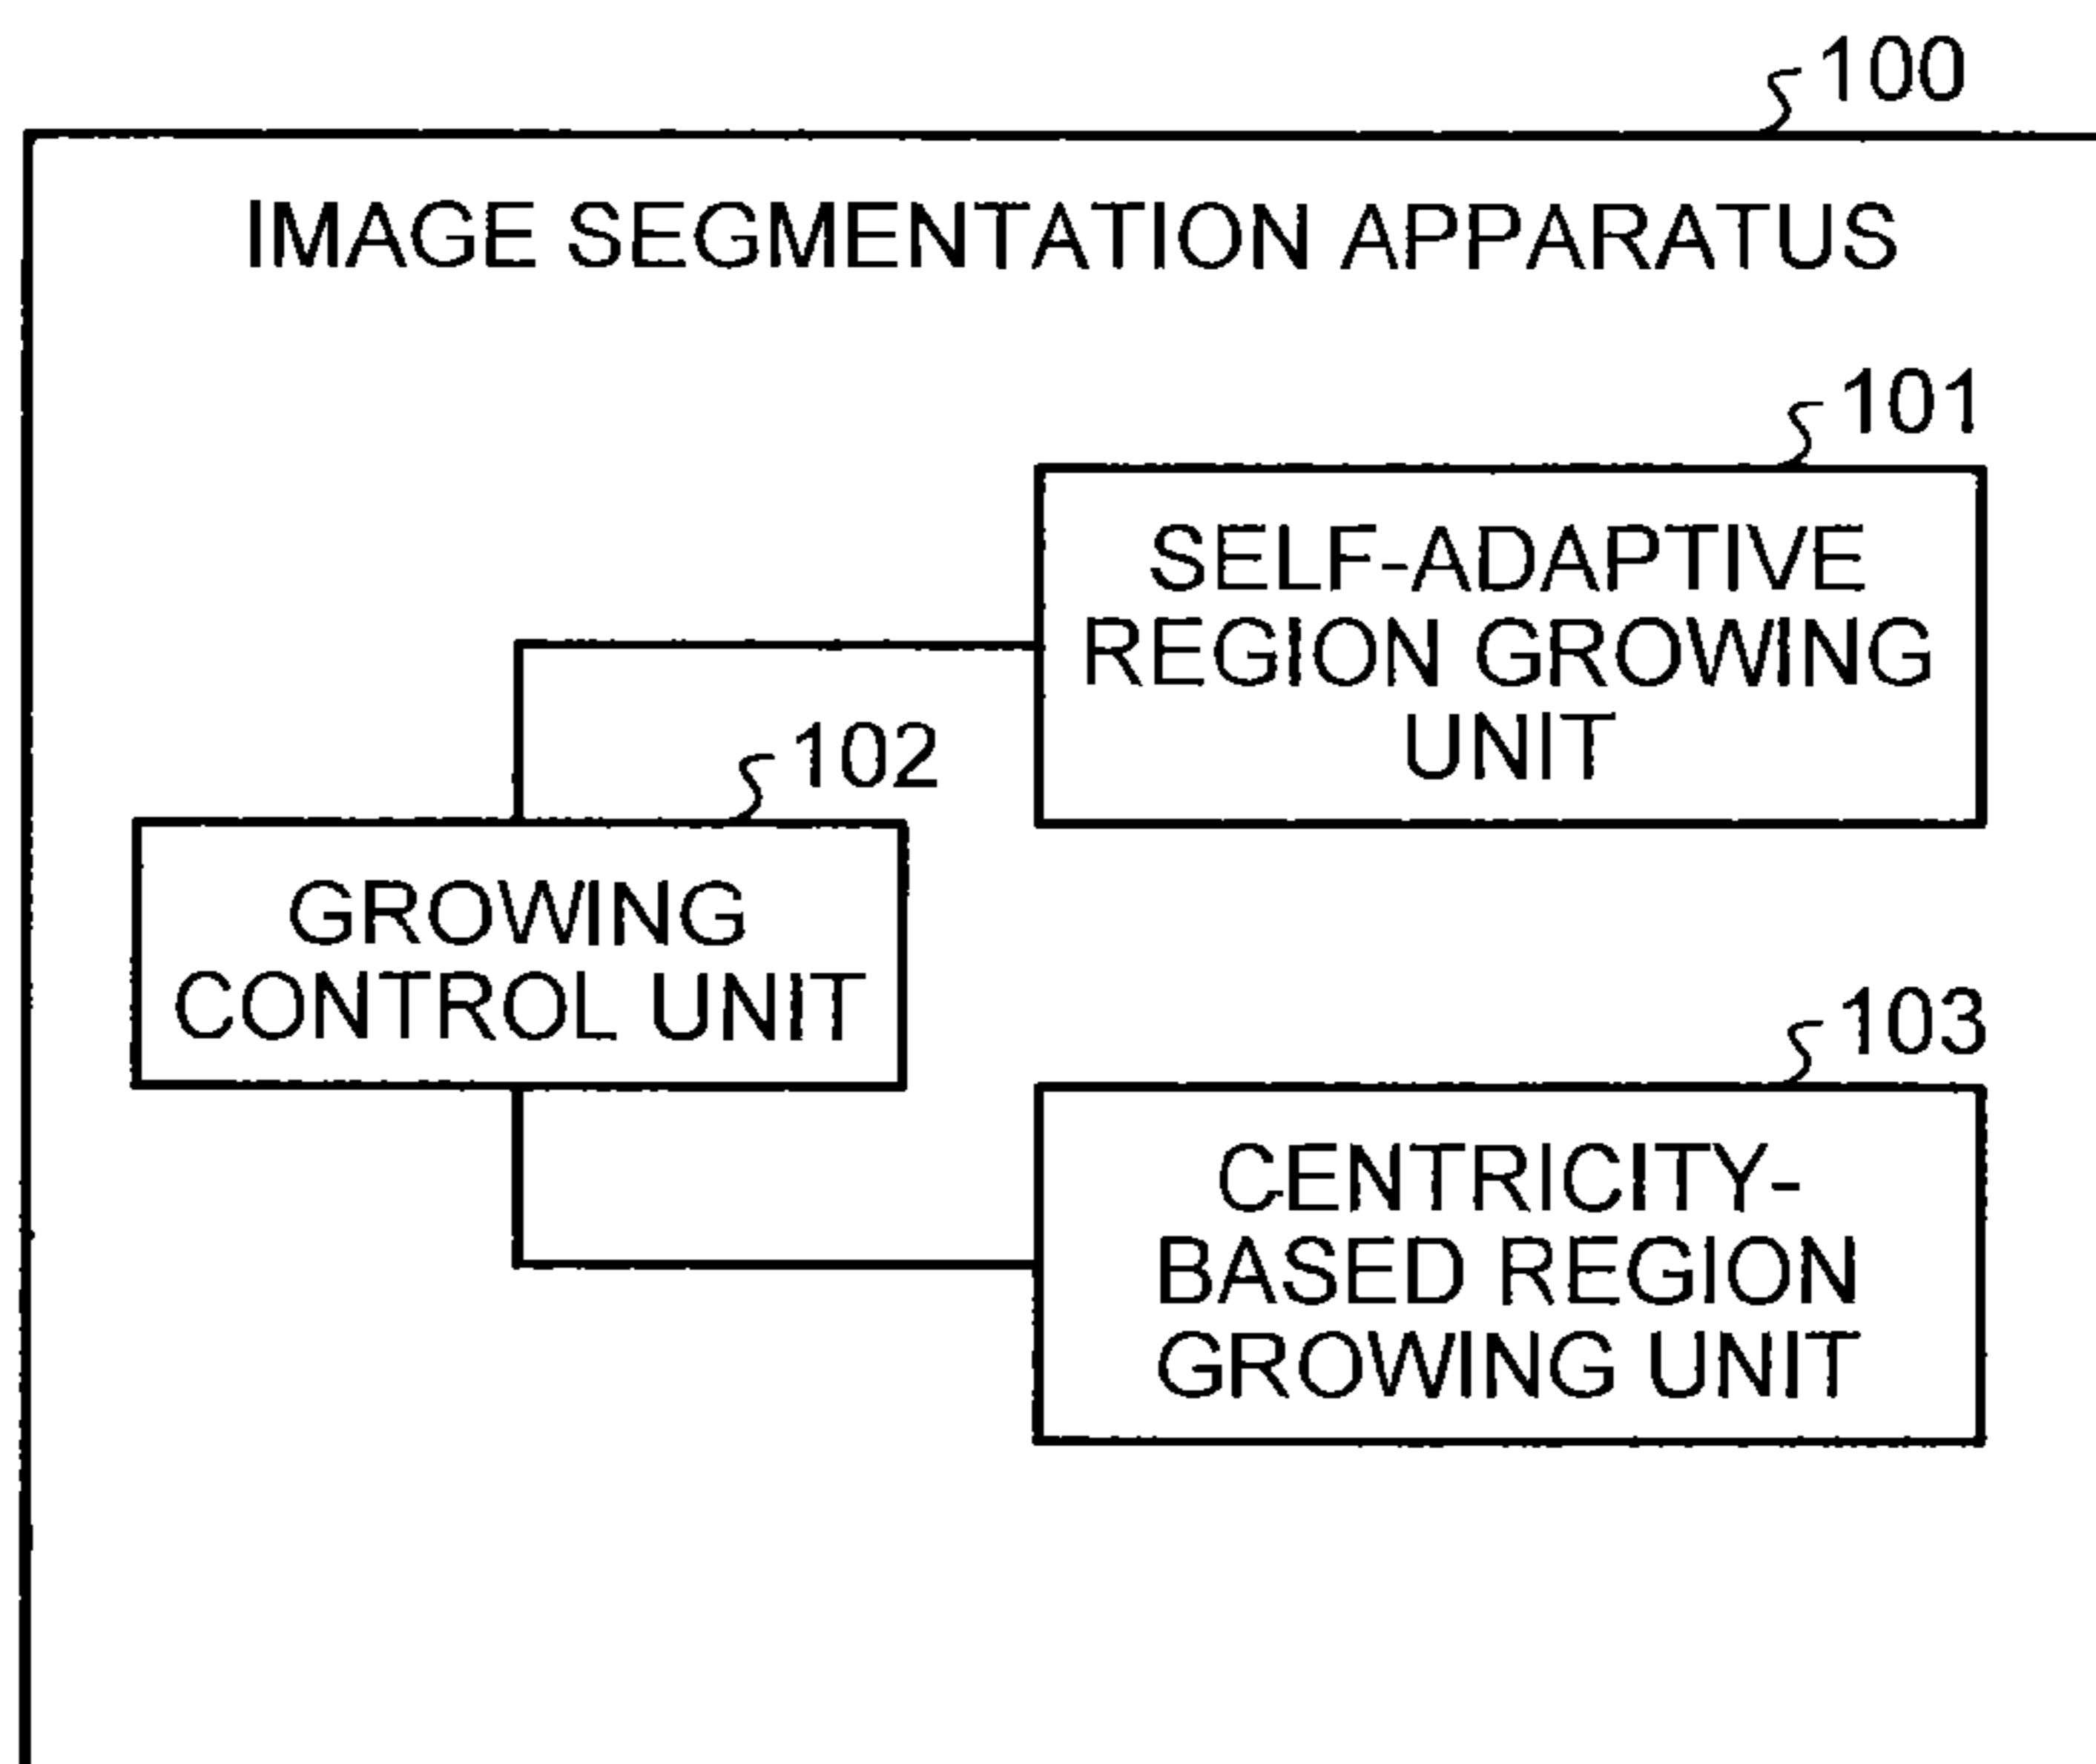 100
IMAGE SEGMENTATION APPARATUS
101
SELF-ADAPTIVE
REGION GROWING
UNIT
102
GROWING
CONTROL UNIT
103
CENTRICITY-
BASED REGION
GROWING UNIT